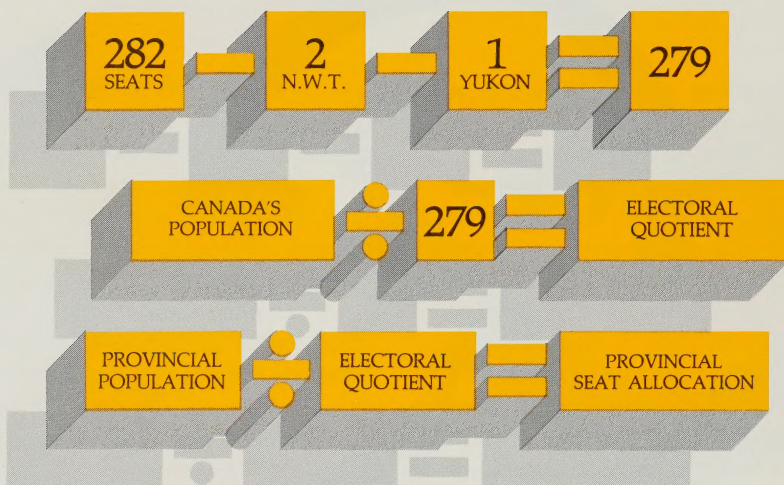 282 - 2 - 1 = 279
SEATS N.W.T. YUKON
CANADA'S POPULATION ÷ 279 = ELECTORAL QUOTIENT
PROVINCIAL POPULATION ÷ ELECTORAL QUOTIENT = PROVINCIAL SEAT ALLOCATION